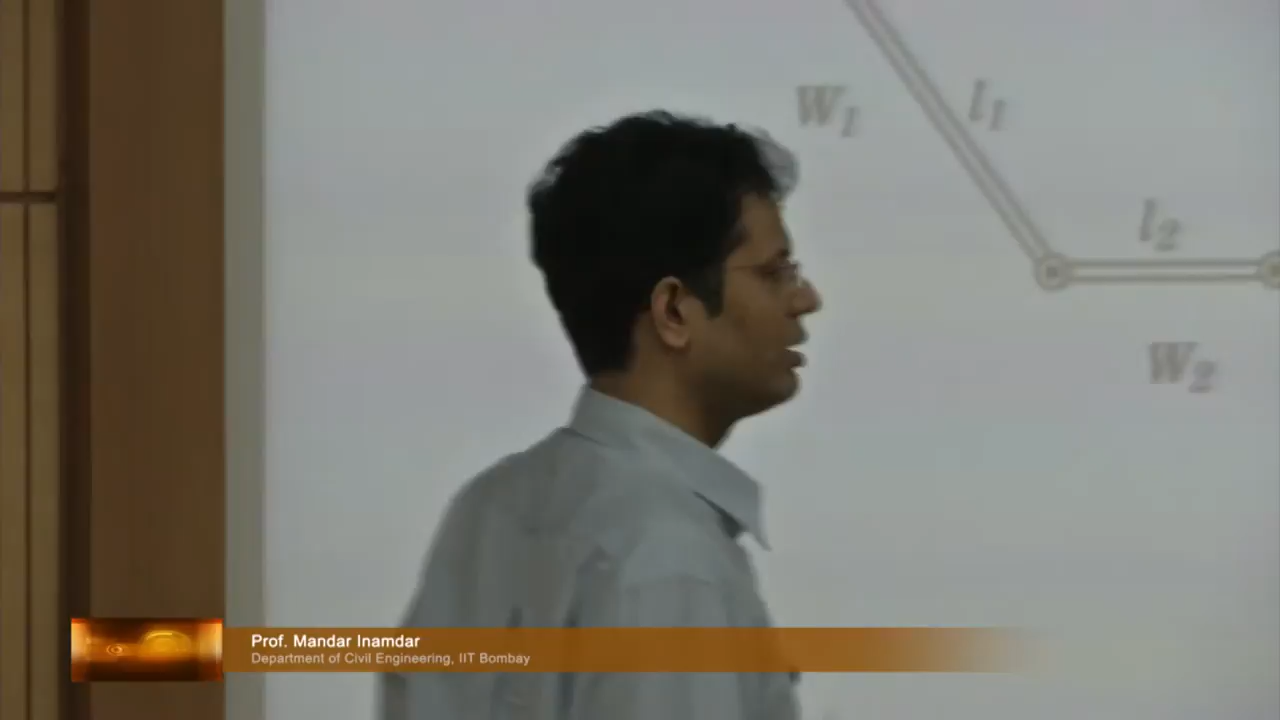 W₁
l₁
l₂
W₂
Prof. Mandar Inamdar
Department of Civil Engineering, IIT Bombay